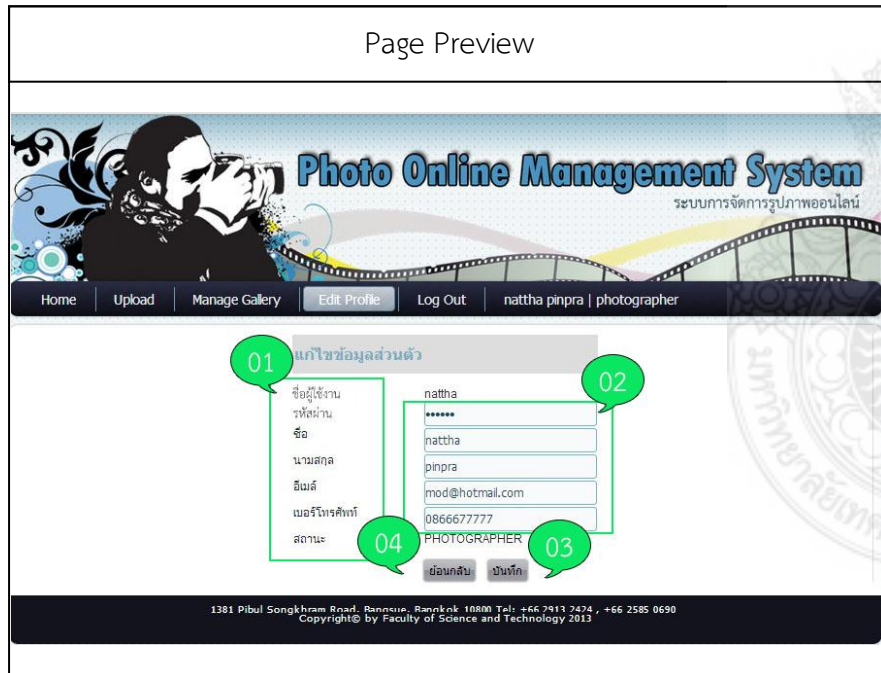 Page Preview
Photo Online Management System
ระบบการจัดการรูปภาพออนไลน์
Home Upload Manage Gallery Edit Profile Log Out nattha pinpra | photographer
แก้ไขข้อมูลส่วนตัว
01
02
ชื่อผู้ใช้งาน nattha
รหัสผ่าน ••••••
ชื่อ nattha
นามสกุล pinpra
อีเมล์ mod@hotmail.com
เบอร์โทรศัพท์ 0866677777
สถานะ PHOTOGRAPHER
04
03
ย้อนกลับ บันทึก
1381 Pibul Songkhram Road, Bangsue, Bangkok 10800 Tel: +66 2913 2424 , +66 2585 0690
Copyright© by Faculty of Science and Technology 2013